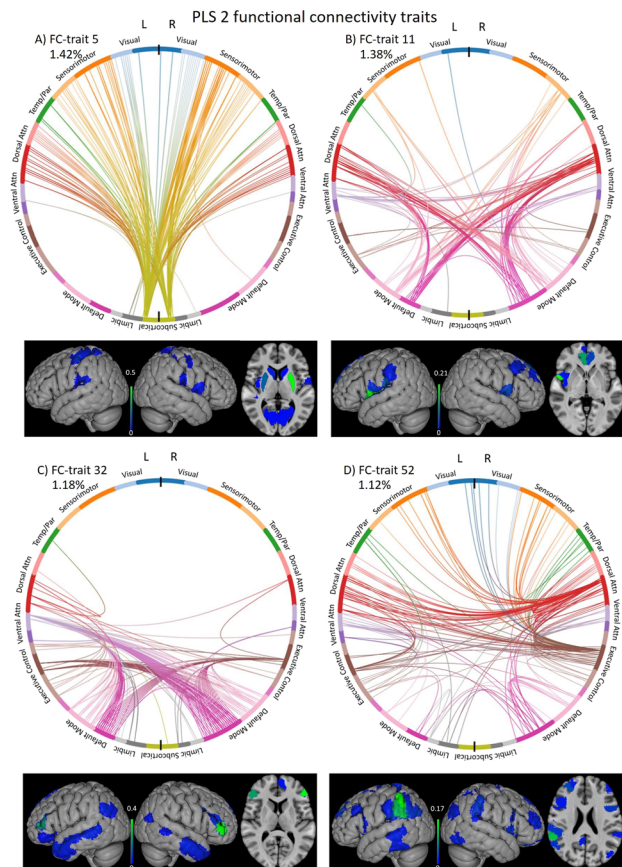 PLS 2 functional connectivity traits
L R
A) FC-trait 5
1.42%
Visual
Visual
Sensorimotor
Sensorimotor
Temp/Par
Temp/Par
Dorsal Attn
Dorsal Attn
Ventral Attn
Ventral Attn
Executive Control
Executive Control
Default Mode
Default Mode
Limbic
Subcortical
Limbic
0.5
0
B) FC-trait 11
1.38%
Visual
Visual
Sensorimotor
Sensorimotor
Temp/Par
Temp/Par
Dorsal Attn
Dorsal Attn
Ventral Attn
Ventral Attn
Executive Control
Executive Control
Default Mode
Default Mode
Limbic
Subcortical
Limbic
0.21
0
L R
C) FC-trait 32
1.18%
Visual
Visual
Sensorimotor
Sensorimotor
Temp/Par
Temp/Par
Dorsal Attn
Dorsal Attn
Ventral Attn
Ventral Attn
Executive Control
Executive Control
Default Mode
Default Mode
Limbic
Subcortical
Limbic
0.4
0
L R
D) FC-trait 52
1.12%
Visual
Visual
Sensorimotor
Sensorimotor
Temp/Par
Temp/Par
Dorsal Attn
Dorsal Attn
Ventral Attn
Ventral Attn
Executive Control
Executive Control
Default Mode
Default Mode
Limbic
Subcortical
Limbic
0.17
0